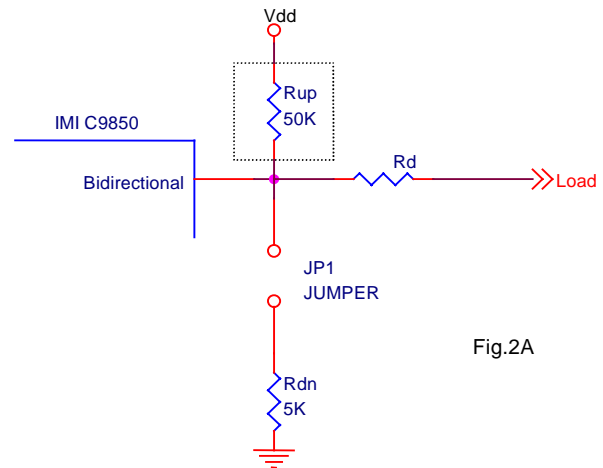 Vdd
Rup
50K
IMI C9850
Rd
Bidirectional
Load
JP1
JUMPER
Fig.2A
Rdn
5K